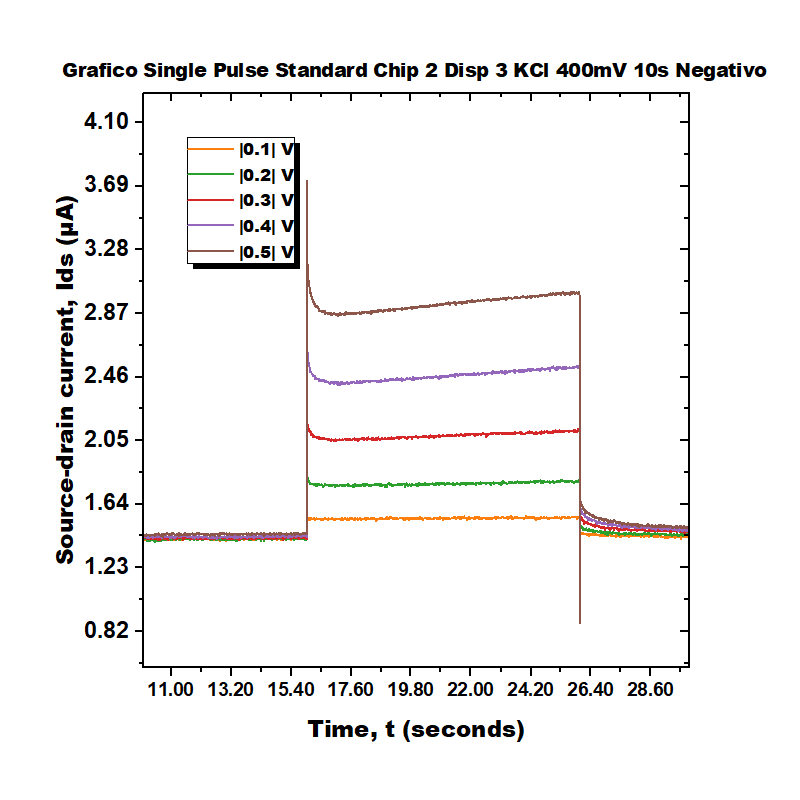 Grafico Single Pulse Standard Chip 2 Disp 3 KCl 400mV 10s Negativo
4.10
3.69
3.28
2.87
2.46
2.05
1.64
1.23
0.82
Source-drain current, Ids (µA)
|0.1| V
|0.2| V
|0.3| V
|0.4| V
|0.5| V
11.00 13.20 15.40 17.60 19.80 22.00 24.20 26.40 28.60
Time, t (seconds)